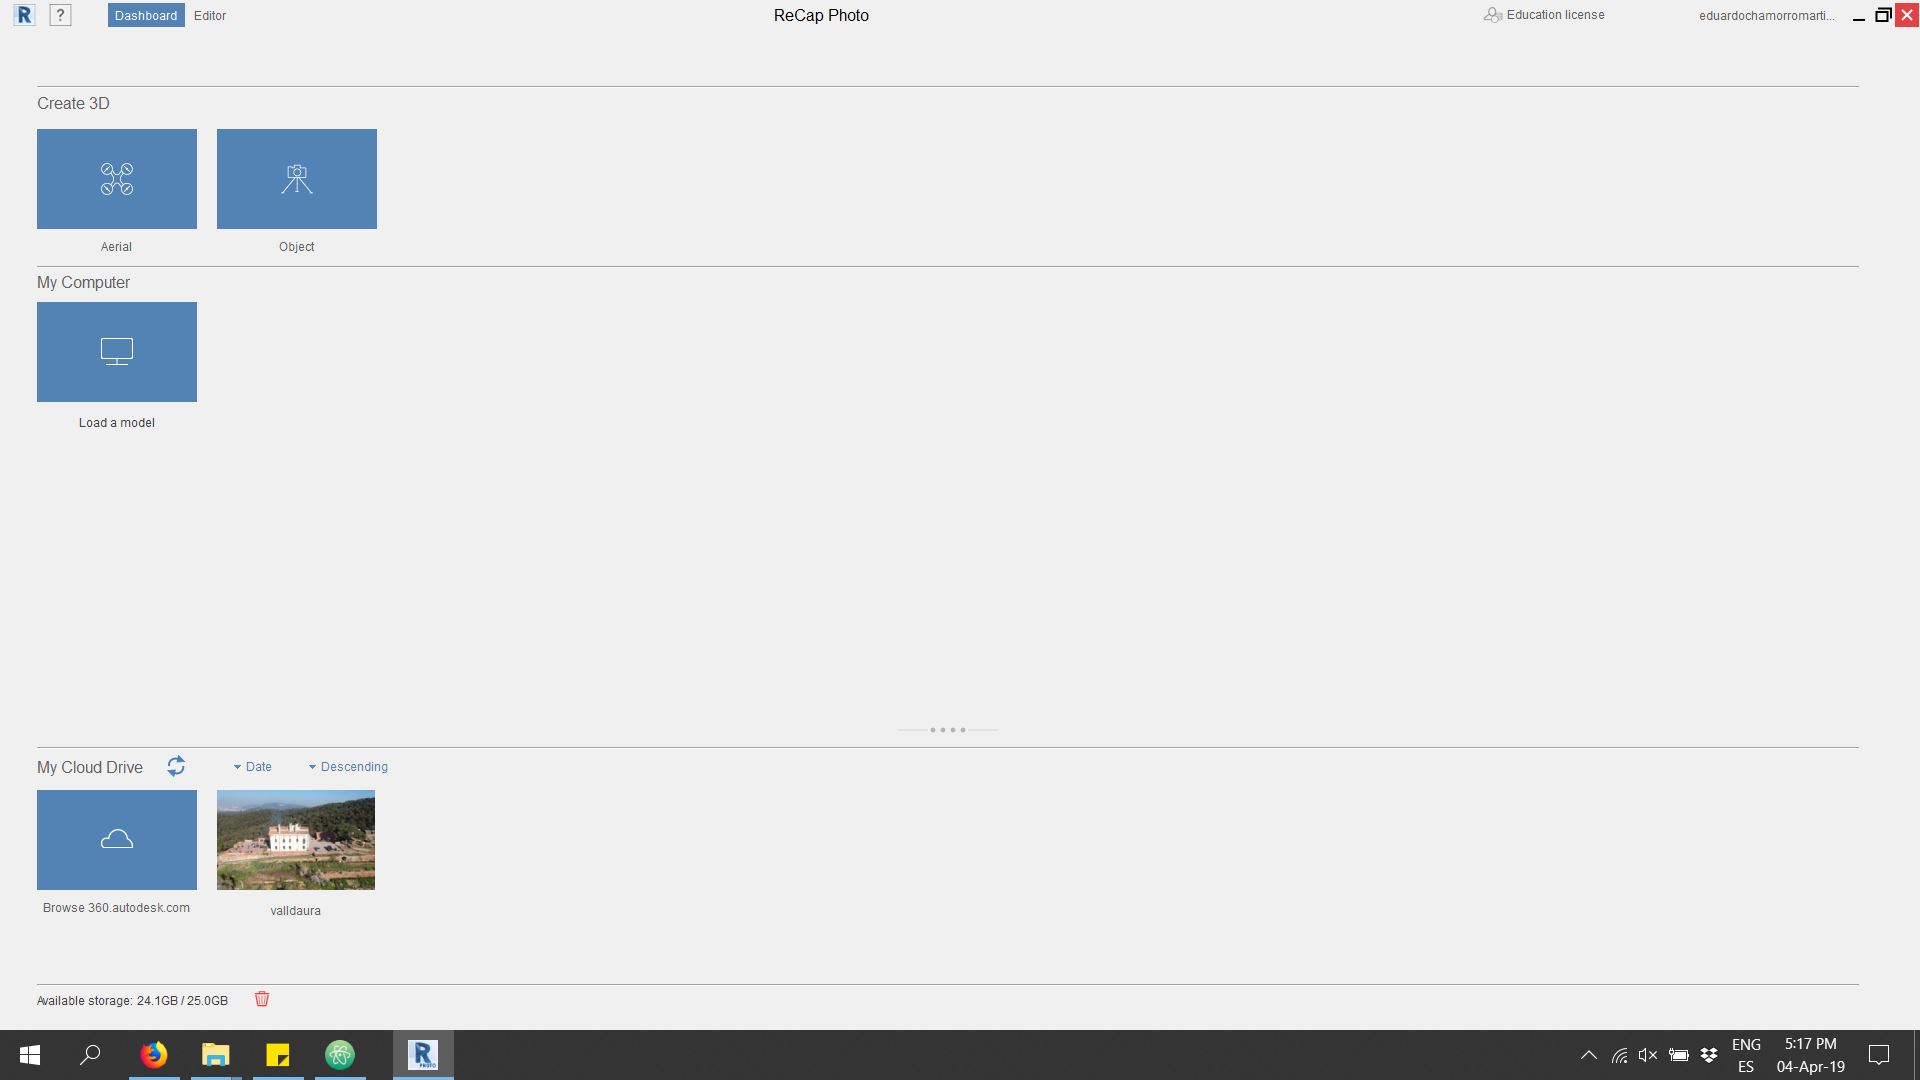 R ? Dashboard Editor ReCap Photo Education license eduardochamorromarti...
Create 3D
Aerial Object
My Computer
Load a model
My Cloud Drive Date Descending
Browse 360.autodesk.com valldaura
Available storage: 24.1GB / 25.0GB
R PHOTO ENG 5:17 PM
ES 04-Apr-19